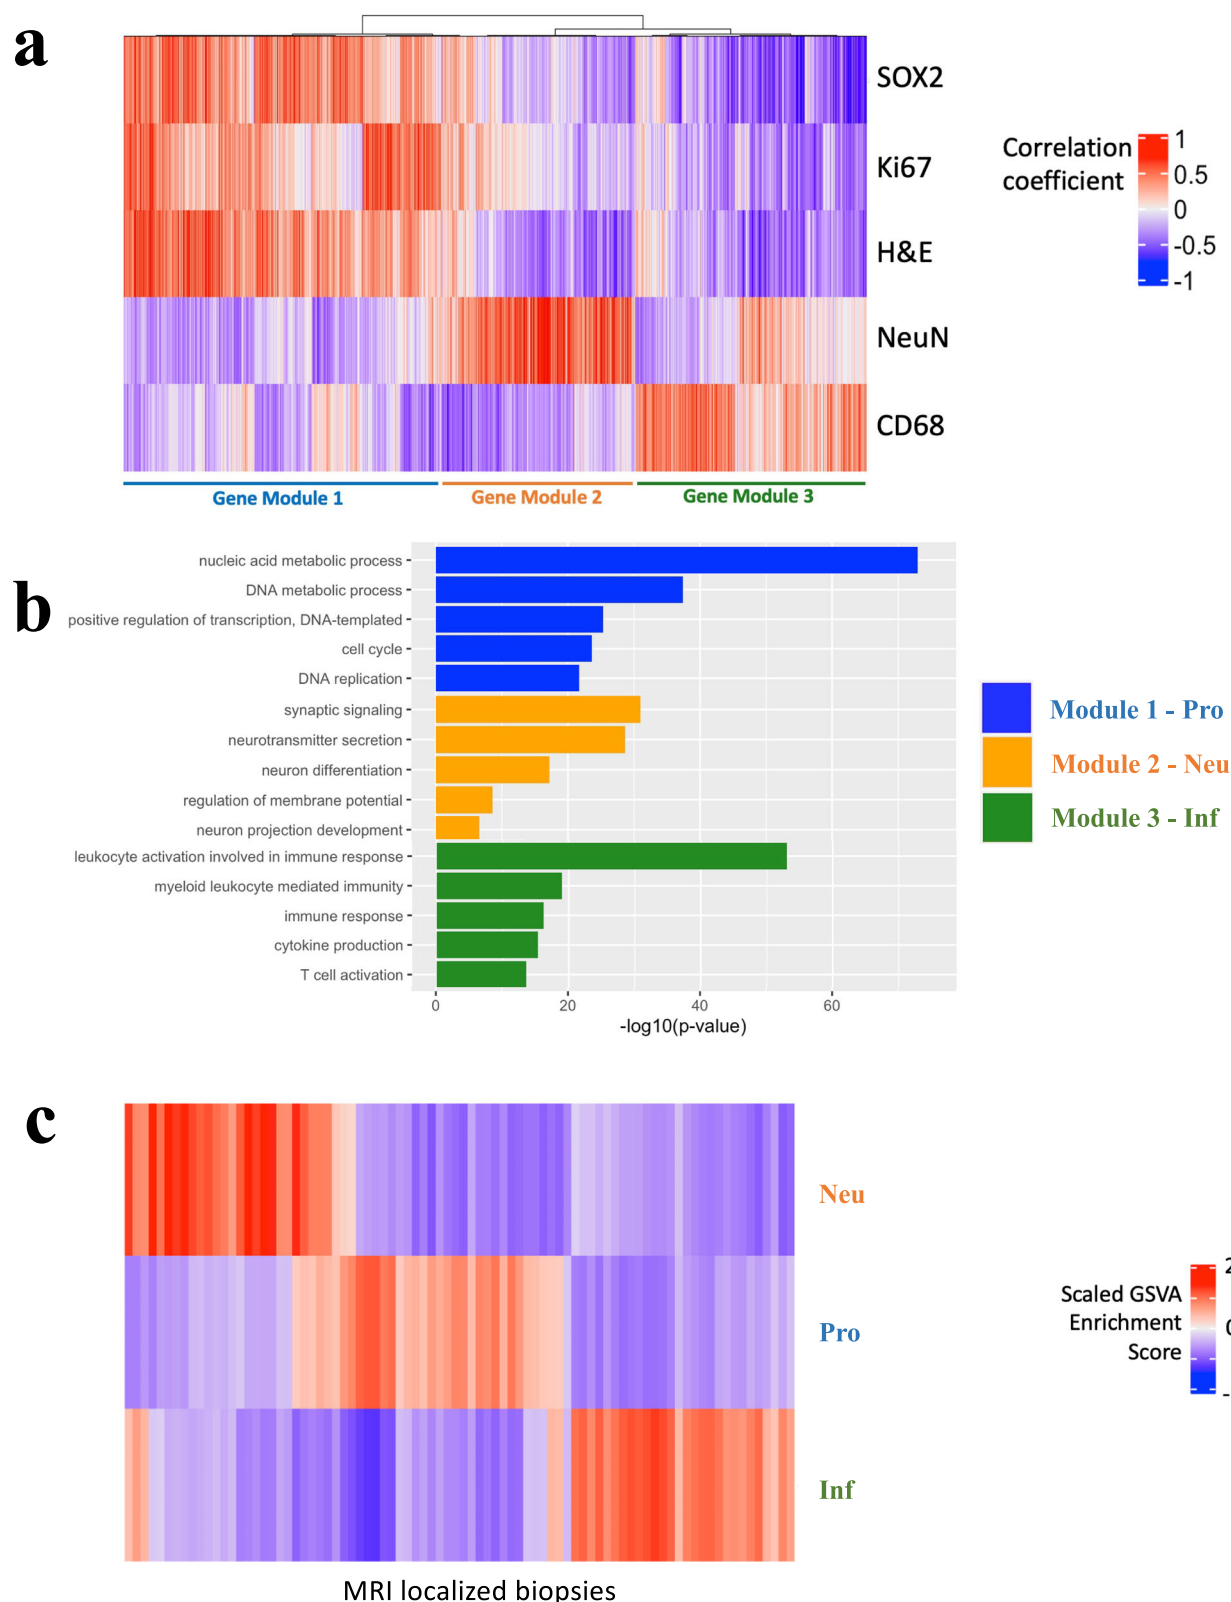 a
SOX2
Ki67
H&E
NeuN
CD68
Correlation
coefficient
1
0.5
0
-0.5
-1
Gene Module 1
Gene Module 2
Gene Module 3
b
nucleic acid metabolic process
DNA metabolic process
positive regulation of transcription, DNA-templated
cell cycle
DNA replication
synaptic signaling
neurotransmitter secretion
neuron differentiation
regulation of membrane potential
neuron projection development
leukocyte activation involved in immune response
myeloid leukocyte mediated immunity
immune response
cytokine production
T cell activation
0 20 40 60
-log10(p-value)
Module 1 - Pro
Module 2 - Neu
Module 3 - Inf
c
Neu
Pro
Inf
Scaled GSVA
Enrichment
Score
2
0
MRI localized biopsies